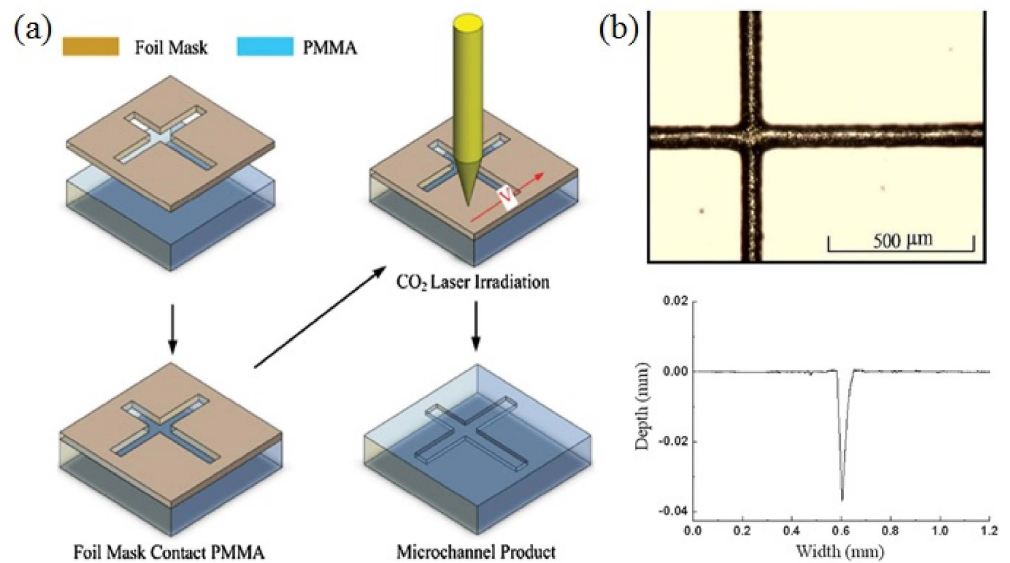 (a)
Foil Mask
PMMA
V
CO₂ Laser Irradiation
Foil Mask Contact PMMA
Microchannel Product
(b)
500 μm
0.02
0.00
-0.02
-0.04
Depth (mm)
0.0 0.2 0.4 0.6 0.8 1.0 1.2
Width (mm)